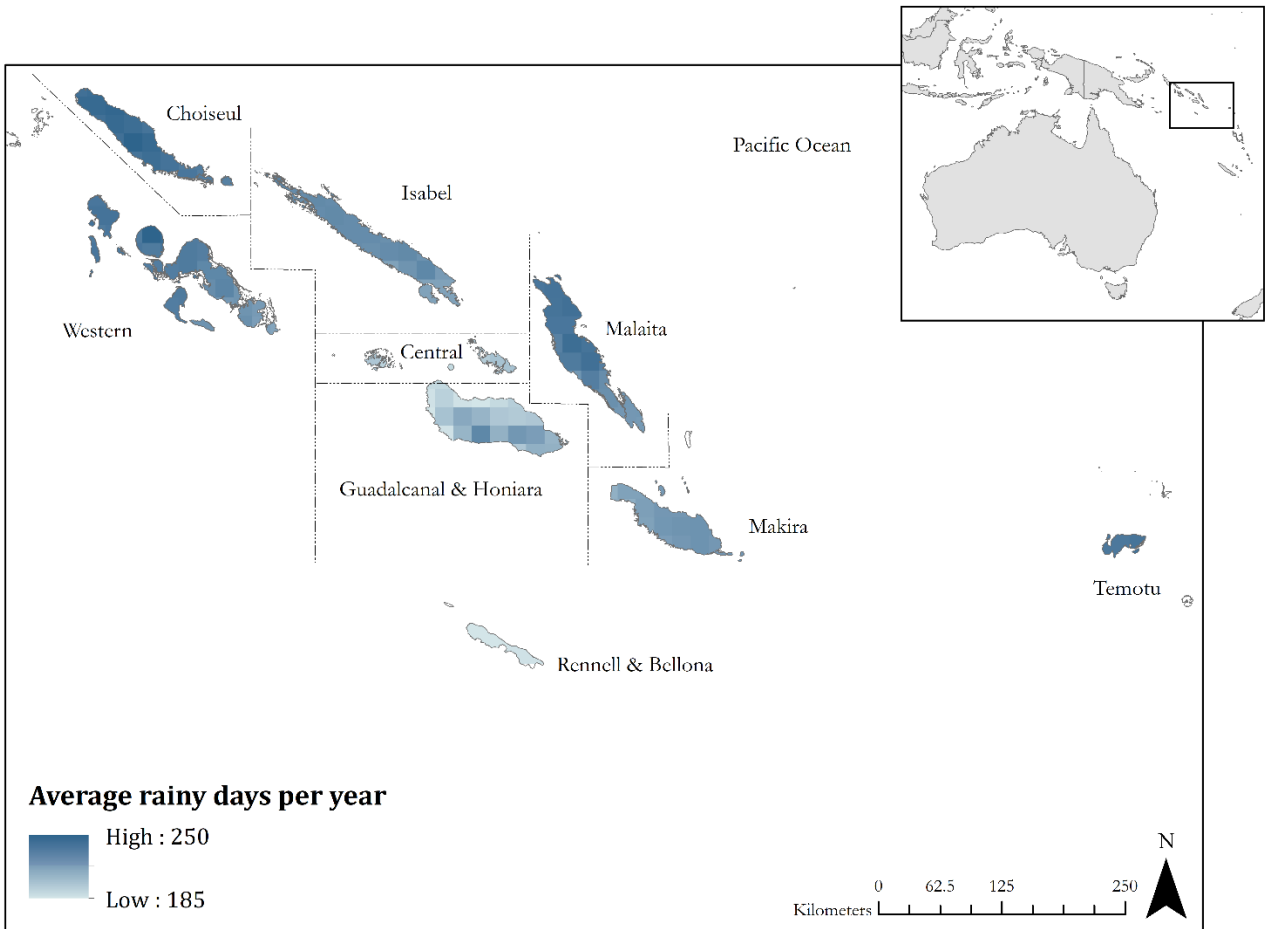 Choiseul
Pacific Ocean
Isabel
Western
Malaita
Central
Guadalcanal & Honiara
Makira
Temotu
Rennell & Bellona
Average rainy days per year
High : 250
Low : 185
N
0 62.5 125 250
Kilometers